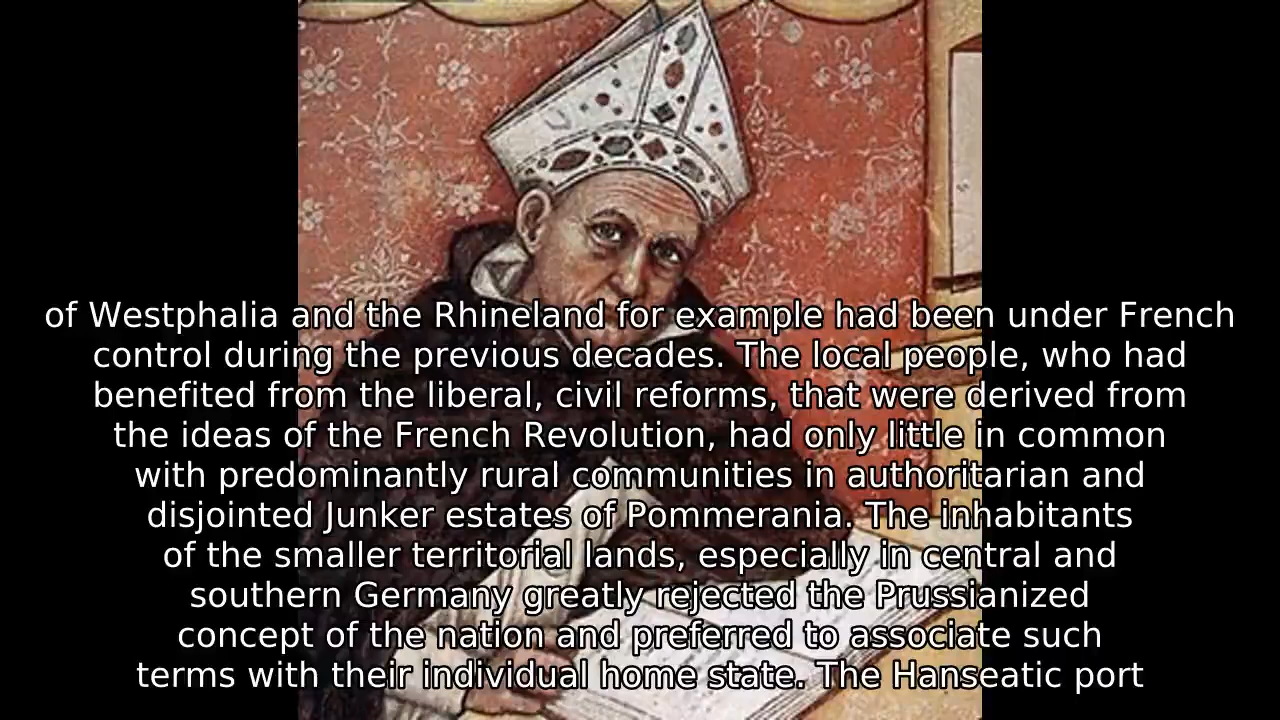 of Westphalia and the Rhineland for example had been under French
control during the previous decades. The local people, who had
benefited from the liberal, civil reforms, that were derived from
the ideas of the French Revolution, had only little in common
with predominantly rural communities in authoritarian and
disjointed Junker estates of Pommerania. The inhabitants
of the smaller territorial lands, especially in central and
southern Germany greatly rejected the Prussianized
concept of the nation and preferred to associate such
terms with their individual home state. The Hanseatic port